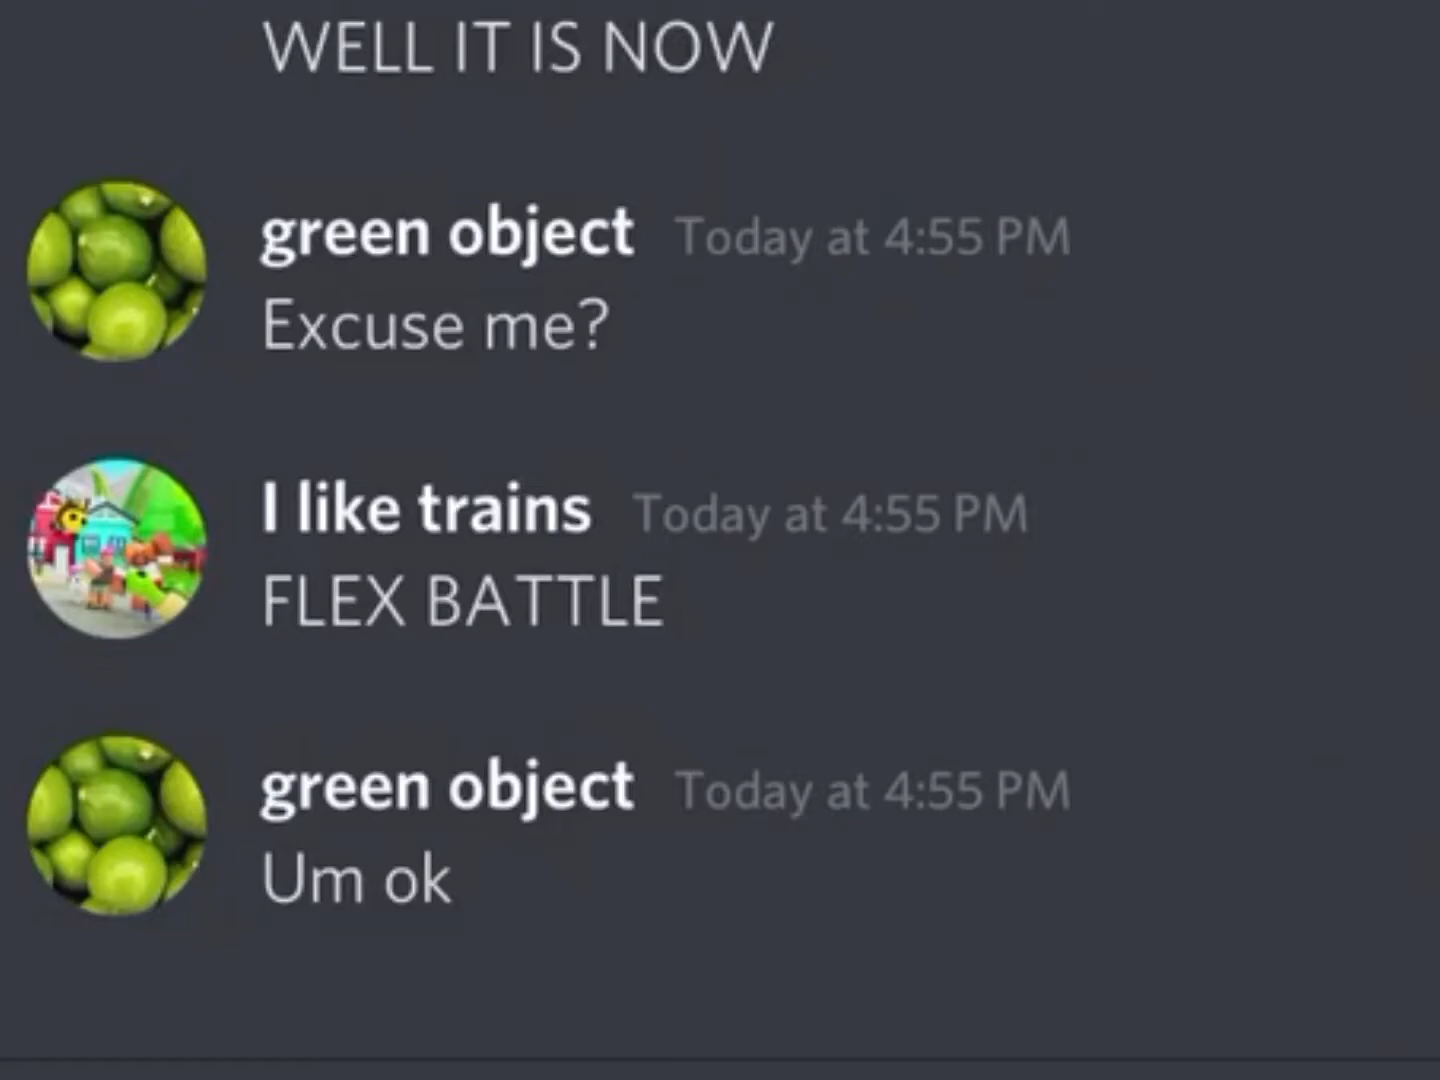 WELL IT IS NOW
green object Today at 4:55 PM
Excuse me?
I like trains Today at 4:55 PM
FLEX BATTLE
green object Today at 4:55 PM
Um ok